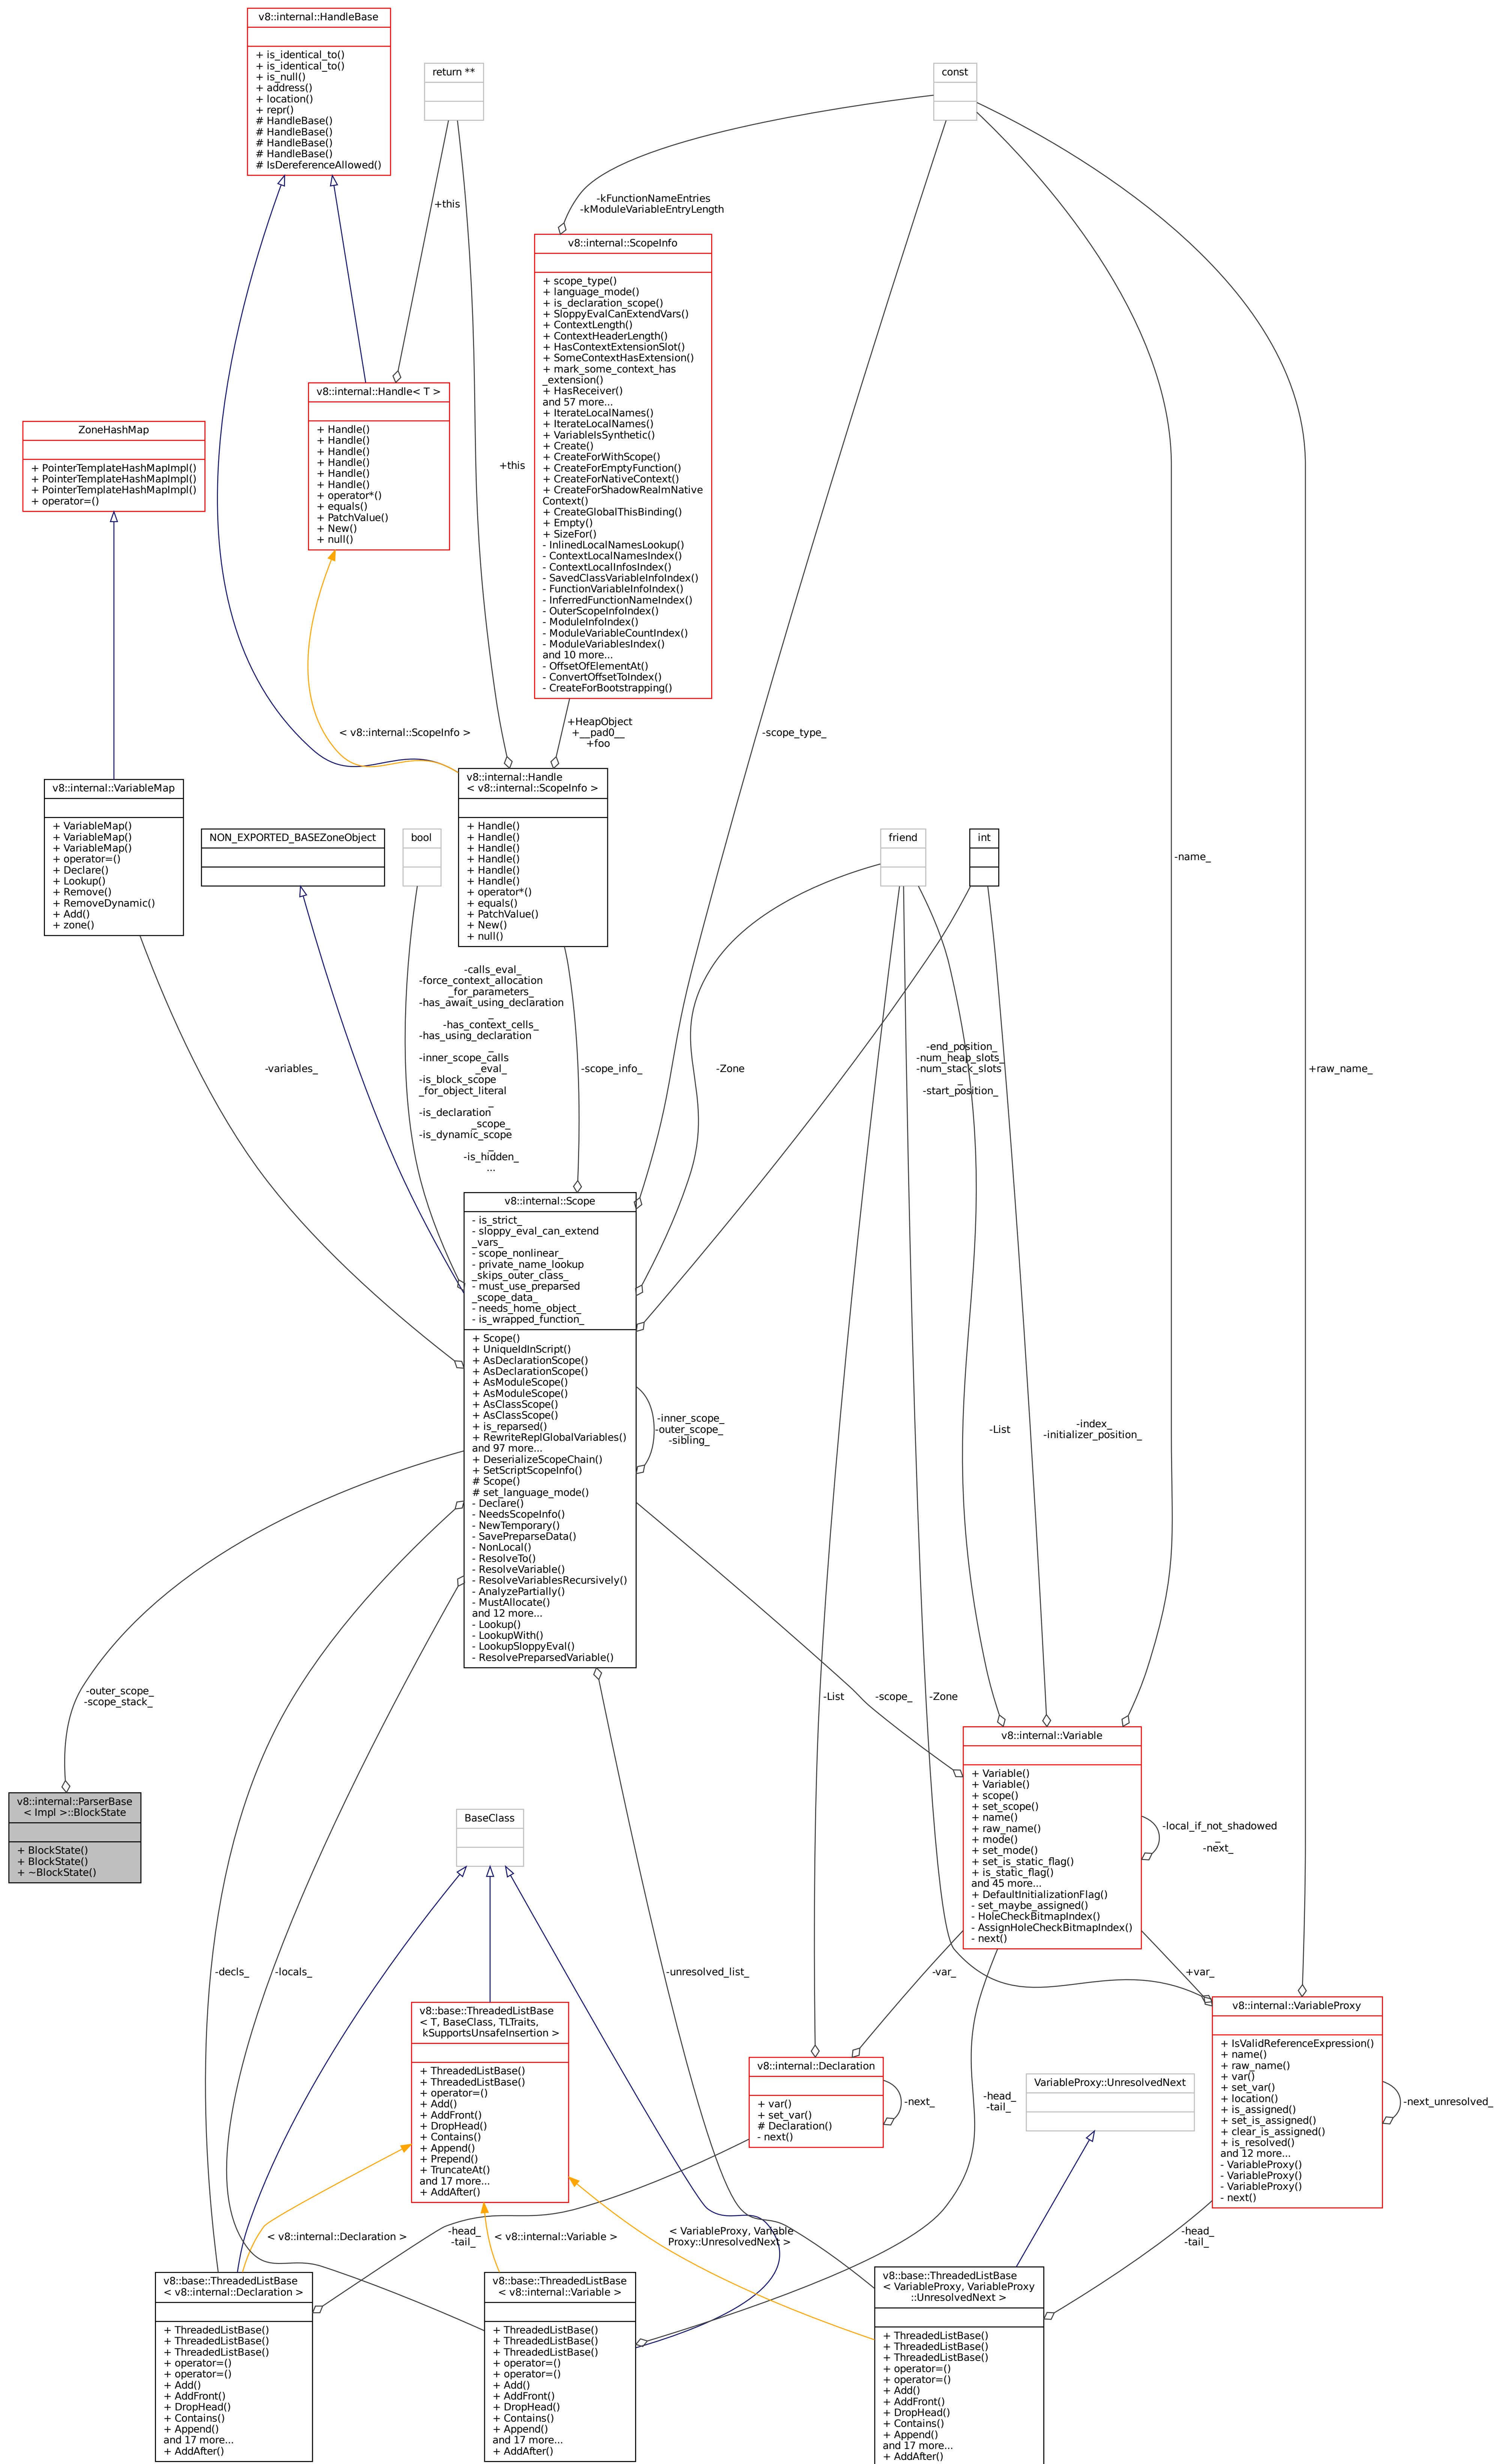 v8::internal::HandleBase
+ is_identical_to()
+ is_identical_to()
+ is_null()
+ address()
+ location()
+ repr()
# HandleBase()
# HandleBase()
# HandleBase()
# HandleBase()
# IsDereferenceAllowed()
return **
const
+this
-kFunctionNameEntries
-kModuleVariableEntryLength
v8::internal::ScopeInfo
+ scope_type()
+ language_mode()
+ is_declaration_scope()
+ SloppyEvalCanExtendVars()
+ ContextLength()
+ ContextHeaderLength()
+ HasContextExtensionSlot()
+ SomeContextHasExtension()
+ mark_some_context_has
_extension()
+ HasReceiver()
and 57 more...
+ IterateLocalNames()
+ IterateLocalNames()
+ VariableIsSynthetic()
+ Create()
+ CreateForWithScope()
+ CreateForEmptyFunction()
+ CreateForNativeContext()
+ CreateForShadowRealmNative
Context()
+ CreateGlobalThisBinding()
+ Empty()
+ SizeFor()
- InlinedLocalNamesLookup()
- ContextLocalNamesIndex()
- ContextLocalInfosIndex()
- SavedClassVariableInfoIndex()
- FunctionVariableInfoIndex()
- InferredFunctionNameIndex()
- OuterScopeInfoIndex()
- ModuleInfoIndex()
- ModuleVariableCountIndex()
- ModuleVariablesIndex()
and 10 more...
- OffsetOfElementAt()
- ConvertOffsetToIndex()
- CreateForBootstrapping()
v8::internal::Handle< T >
+ Handle()
+ Handle()
+ Handle()
+ Handle()
+ Handle()
+ Handle()
+ operator*()
+ equals()
+ PatchValue()
+ New()
+ null()
ZoneHashMap
+ PointerTemplateHashMapImpl()
+ PointerTemplateHashMapImpl()
+ PointerTemplateHashMapImpl()
+ operator=()
+this
< v8::internal::ScopeInfo >
+HeapObject
+__pad0__
+foo
-scope_type_
v8::internal::VariableMap
+ VariableMap()
+ VariableMap()
+ VariableMap()
+ operator=()
+ Declare()
+ Lookup()
+ Remove()
+ RemoveDynamic()
+ Add()
+ zone()
NON_EXPORTED_BASEZoneObject
bool
v8::internal::Handle
< v8::internal::ScopeInfo >
+ Handle()
+ Handle()
+ Handle()
+ Handle()
+ Handle()
+ Handle()
+ operator*()
+ equals()
+ PatchValue()
+ New()
+ null()
friend
int
-name_
-variables_
-calls_eval_
-force_context_allocation
_for_parameters_
-has_await_using_declaration
_
-has_context_cells_
-has_using_declaration
_
-inner_scope_calls
_eval_
-is_block_scope
_for_object_literal
_
-is_declaration
_scope_
-is_dynamic_scope
_
-is_hidden_
...
-scope_info_
-Zone
-end_position_
-num_heap_slots_
-num_stack_slots
_
-start_position_
+raw_name_
v8::internal::Scope
- is_strict_
- sloppy_eval_can_extend
_vars_
- scope_nonlinear_
- private_name_lookup
_skips_outer_class_
- must_use_preparsed
_scope_data_
- needs_home_object_
- is_wrapped_function_
+ Scope()
+ UniqueIdInScript()
+ AsDeclarationScope()
+ AsDeclarationScope()
+ AsModuleScope()
+ AsModuleScope()
+ AsClassScope()
+ AsClassScope()
+ is_reparsed()
+ RewriteReplGlobalVariables()
and 97 more...
+ DeserializeScopeChain()
+ SetScriptScopeInfo()
# Scope()
# set_language_mode()
- Declare()
- NeedsScopeInfo()
- NewTemporary()
- SavePreparseData()
- NonLocal()
- ResolveTo()
- ResolveVariable()
- ResolveVariablesRecursively()
- AnalyzePartially()
- MustAllocate()
and 12 more...
- Lookup()
- LookupWith()
- LookupSloppyEval()
- ResolvePreparsedVariable()
-inner_scope_
-outer_scope_
-sibling_
-List
-index_
-initializer_position_
-outer_scope_
-scope_stack_
-List
-scope_
-Zone
v8::internal::ParserBase
< Impl >::BlockState
+ BlockState()
+ BlockState()
+ ~BlockState()
BaseClass
v8::internal::Variable
+ Variable()
+ Variable()
+ scope()
+ set_scope()
+ name()
+ raw_name()
+ mode()
+ set_mode()
+ set_is_static_flag()
+ is_static_flag()
and 45 more...
+ DefaultInitializationFlag()
- set_maybe_assigned()
- HoleCheckBitmapIndex()
- AssignHoleCheckBitmapIndex()
- next()
-local_if_not_shadowed
_
-next_
-decls_
-locals_
-unresolved_list_
-var_
+var_
v8::base::ThreadedListBase
< T, BaseClass, TLTraits,
kSupportsUnsafeInsertion >
+ ThreadedListBase()
+ ThreadedListBase()
+ operator=()
+ Add()
+ AddFront()
+ DropHead()
+ Contains()
+ Append()
+ Prepend()
+ TruncateAt()
and 17 more...
+ AddAfter()
v8::internal::Declaration
+ var()
+ set_var()
# Declaration()
- next()
-next_
-head_
-tail_
VariableProxy::UnresolvedNext
v8::internal::VariableProxy
+ IsValidReferenceExpression()
+ name()
+ raw_name()
+ var()
+ set_var()
+ location()
+ is_assigned()
+ set_is_assigned()
+ clear_is_assigned()
+ is_resolved()
and 12 more...
- VariableProxy()
- VariableProxy()
- VariableProxy()
- next()
-next_unresolved_
< v8::internal::Declaration >
-head_
-tail_
< v8::internal::Variable >
< VariableProxy, Variable
Proxy::UnresolvedNext >
-head_
-tail_
v8::base::ThreadedListBase
< v8::internal::Declaration >
+ ThreadedListBase()
+ ThreadedListBase()
+ ThreadedListBase()
+ operator=()
+ operator=()
+ Add()
+ AddFront()
+ DropHead()
+ Contains()
+ Append()
and 17 more...
+ AddAfter()
v8::base::ThreadedListBase
< v8::internal::Variable >
+ ThreadedListBase()
+ ThreadedListBase()
+ ThreadedListBase()
+ operator=()
+ operator=()
+ Add()
+ AddFront()
+ DropHead()
+ Contains()
+ Append()
and 17 more...
+ AddAfter()
v8::base::ThreadedListBase
< VariableProxy, VariableProxy
::UnresolvedNext >
+ ThreadedListBase()
+ ThreadedListBase()
+ ThreadedListBase()
+ operator=()
+ operator=()
+ Add()
+ AddFront()
+ DropHead()
+ Contains()
+ Append()
and 17 more...
+ AddAfter()